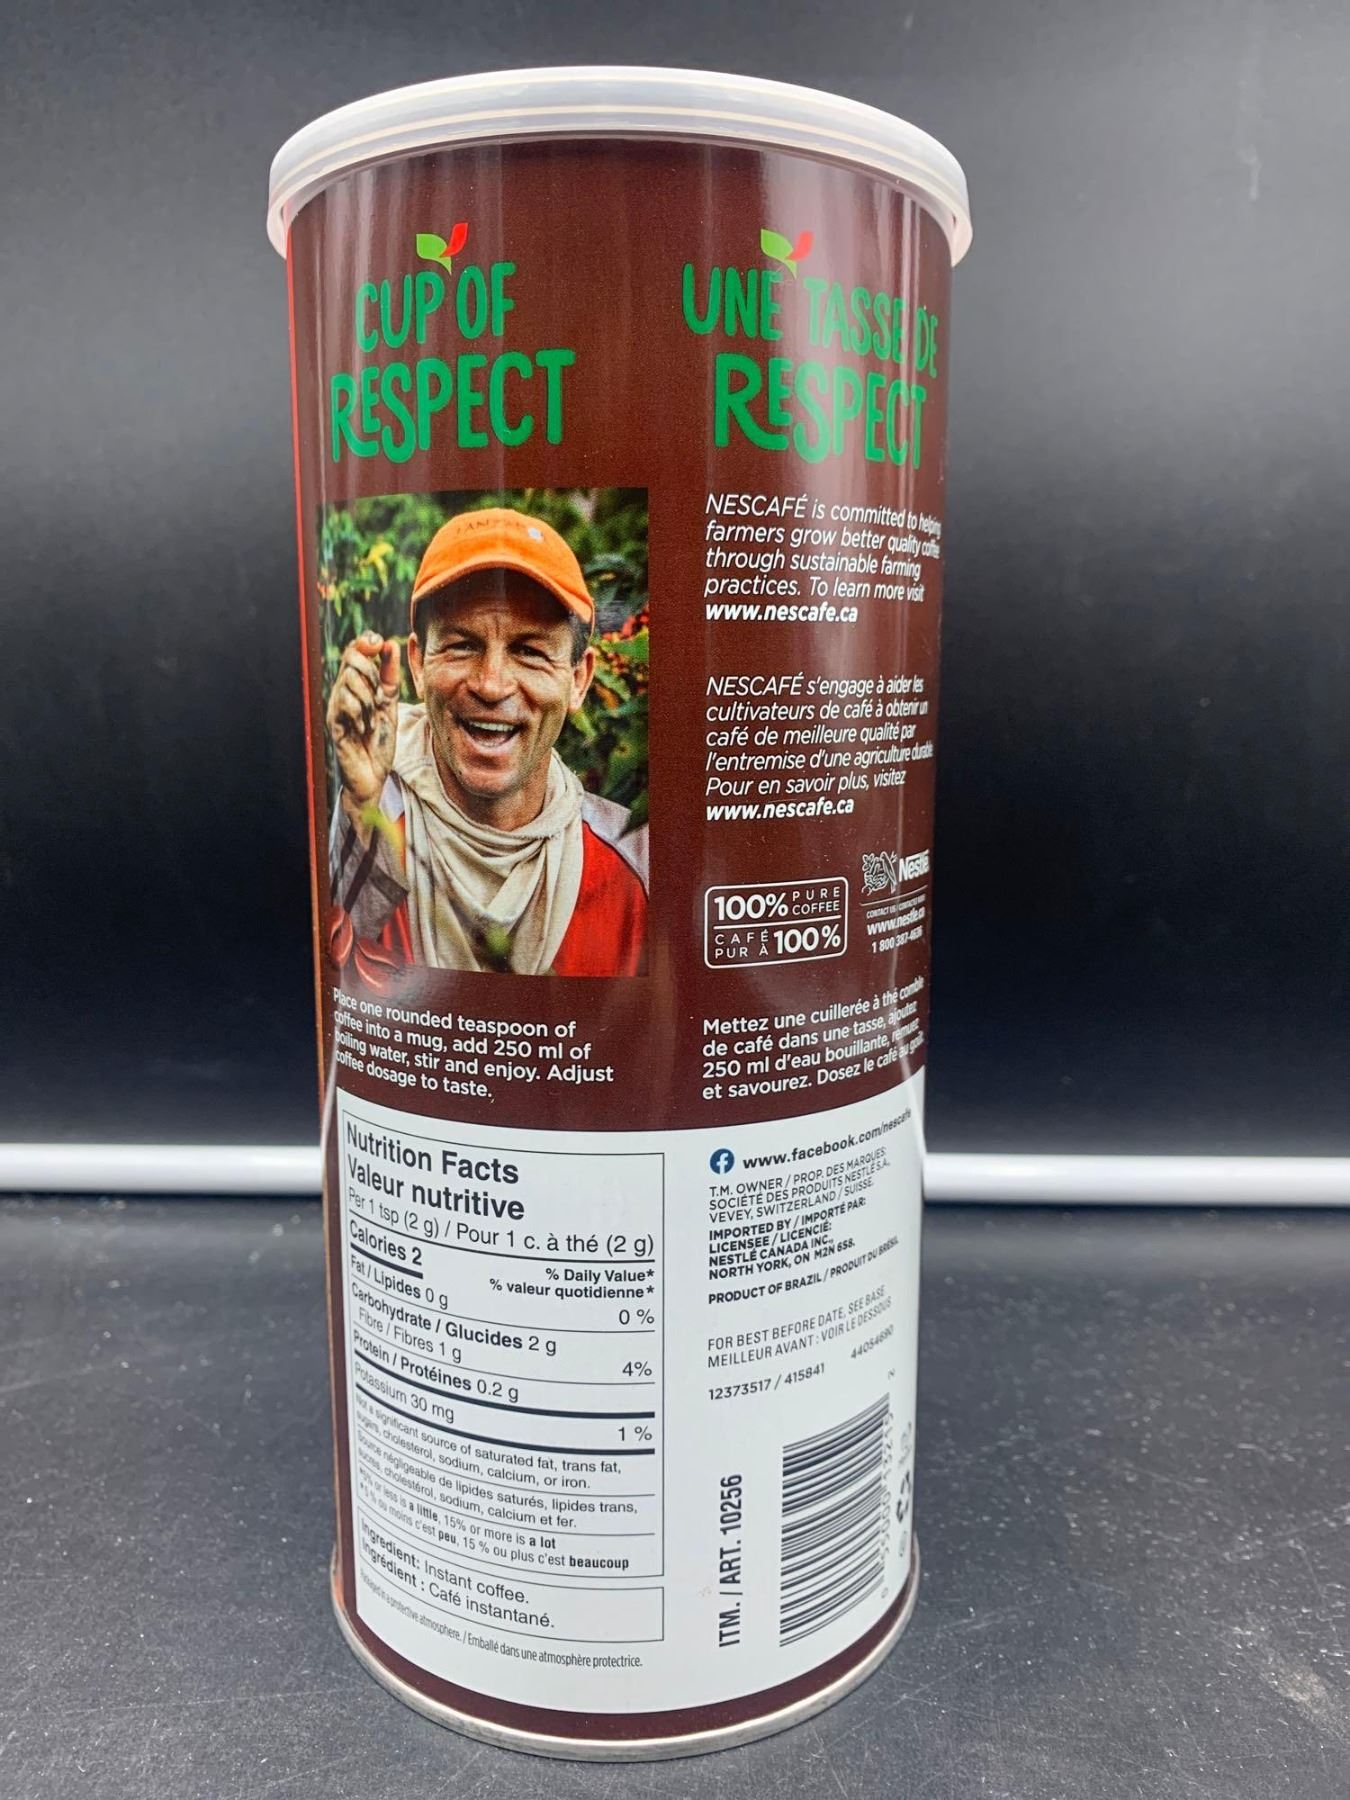 CUP OF
RESPECT
Place one rounded teaspoon of
coffee into a mug, add 250 ml of
boiling water, stir and enjoy. Adjust
coffee dosage to taste.
Nutrition Facts
Valeur nutritive
Per 1 tsp (2 g) / Pour 1 c. à thé (2 g)
Calories 2
% Daily Value*
% valeur quotidienne*
Fat / Lipides 0 g 0 %
Carbohydrate / Glucides 2 g
Fibre / Fibres 1 g 4%
Protein / Protéines 0.2 g
Potassium 30 mg 1 %
Not a significant source of saturated fat, trans fat,
sugars, cholesterol, sodium, calcium, or iron.
Source négligeable de lipides saturés, lipides trans,
sucres, cholestérol, sodium, calcium et fer.
*5% or less is a little, 15% or more is a lot
*5 % ou moins c'est peu, 15 % ou plus c'est beaucoup
Ingredient: Instant coffee.
Ingrédient : Café instantané.
Packaged in a protective atmosphere. / Emballé dans une atmosphère protectrice.
UNE TASSE DE
RESPECT
NESCAFÉ is committed to helping
farmers grow better quality coffee
through sustainable farming
practices. To learn more visit
www.nescafe.ca
NESCAFÉ s'engage à aider les
cultivateurs de café à obtenir un
café de meilleure qualité par
l'entremise d'une agriculture durable
Pour en savoir plus, visitez
www.nescafe.ca
100% PURE COFFEE
CAFÉ PUR À 100%
Nestlé
CONTACT US / CONTACTEZ-NOUS
www.nestle.ca
1 800 387-4636
Mettez une cuillerée à thé comble
de café dans une tasse, ajoutez
250 ml d'eau bouillante, remuez
et savourez. Dosez le café au goût.
www.facebook.com/nescafe
T.M. OWNER / PROP. DES MARQUES:
SOCIÉTÉ DES PRODUITS NESTLÉ S.A.,
VEVEY, SWITZERLAND / SUISSE.
IMPORTED BY / IMPORTÉ PAR:
LICENSEE / LICENCIÉ:
NESTLÉ CANADA INC.,
NORTH YORK, ON M2N 6S8.
PRODUCT OF BRAZIL / PRODUIT DU BRÉSIL
FOR BEST BEFORE DATE, SEE BASE
MEILLEUR AVANT : VOIR LE DESSOUS
12373517 / 415841 44054690
ITM. / ART. 10256